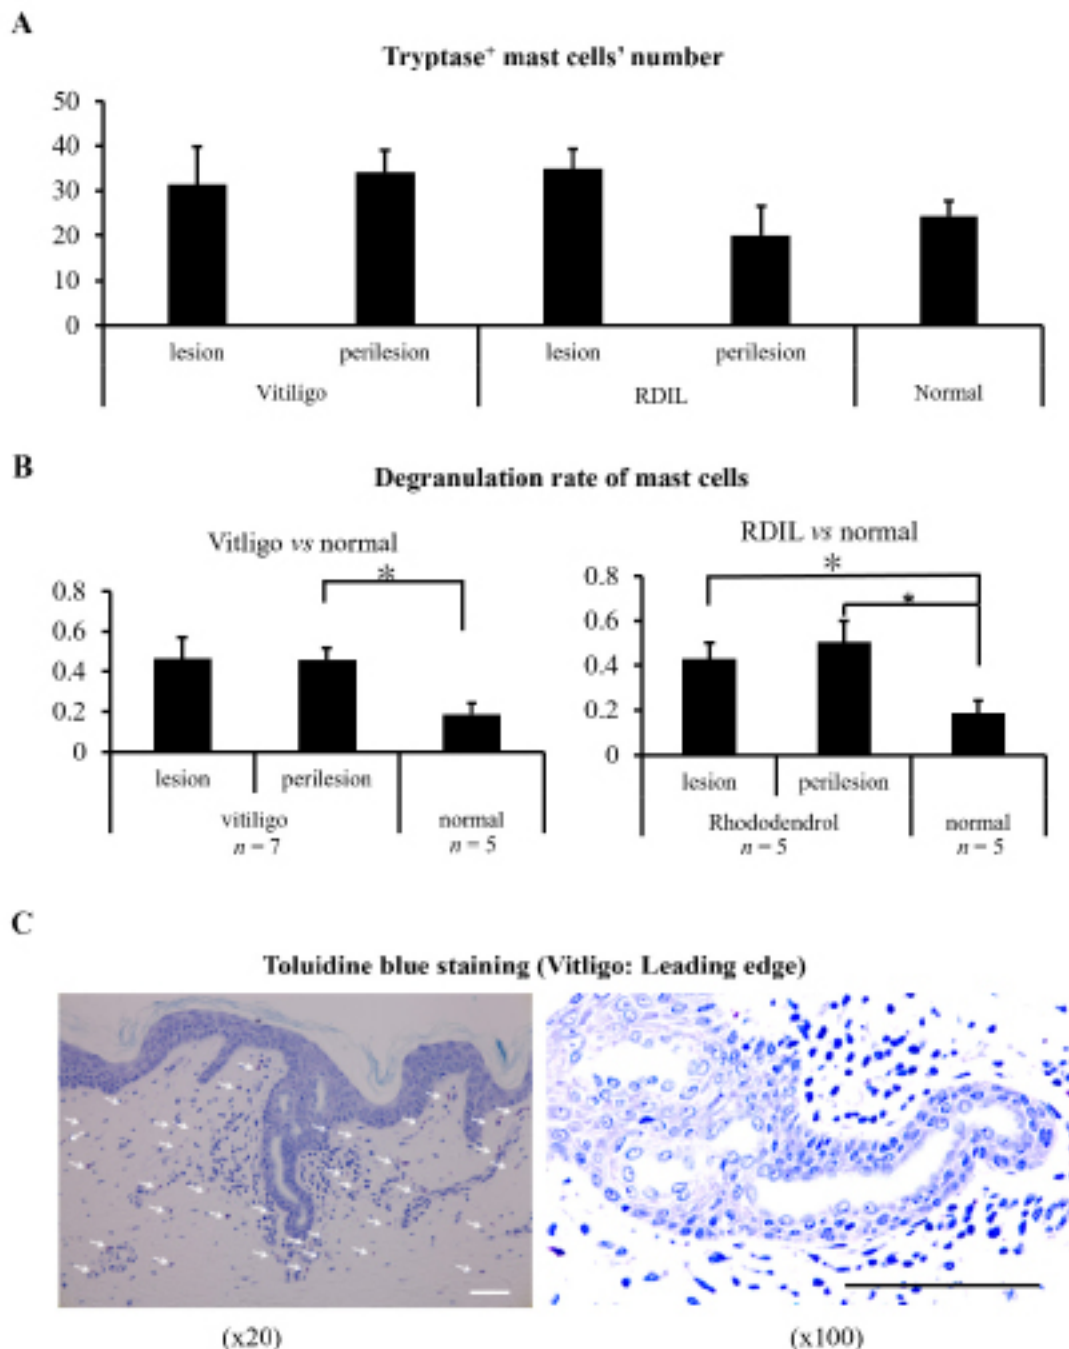 A
Tryptase⁺ mast cells' number
50
40
30
20
10
0
lesion perilesion lesion perilesion
Vitiligo RDIL Normal
B
Degranulation rate of mast cells
Vitligo vs normal
*
0.8
0.6
0.4
0.2
0
lesion perilesion
vitiligo normal
n = 7 n = 5
RDIL vs normal
*
*
0.8
0.6
0.4
0.2
0
lesion perilesion
Rhododendrol normal
n = 5 n = 5
C
Toluidine blue staining (Vitligo: Leading edge)
(x20) (x100)